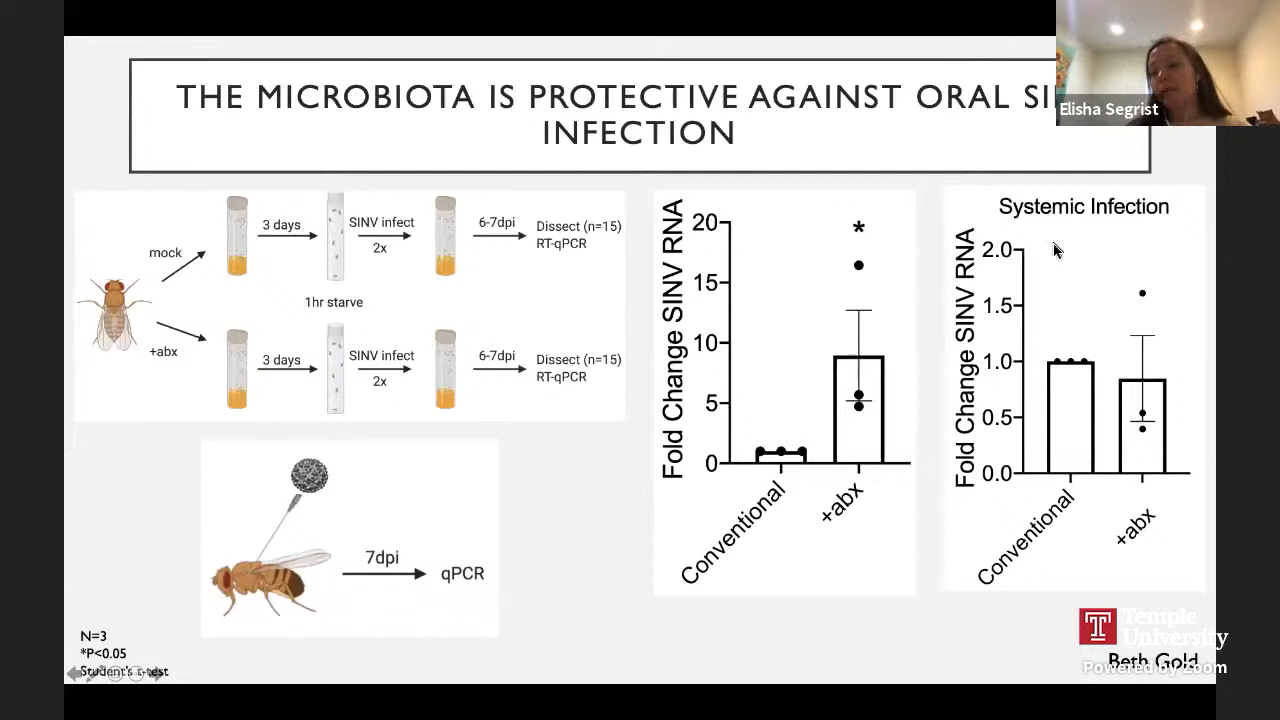 THE MICROBIOTA IS PROTECTIVE AGAINST ORAL
INFECTION
Elisha Segrist
mock
+abx
3 days
SINV infect
2x
6-7dpi
Dissect (n=15)
RT-qPCR
1hr starve
3 days
SINV infect
2x
6-7dpi
Dissect (n=15)
RT-qPCR
7dpi
qPCR
Fold Change SINV RNA
20
15
10
5
0
*
Conventional
+abx
Systemic Infection
Fold Change SINV RNA
2.0
1.5
1.0
0.5
0.0
Conventional
+abx
N=3
*P<0.05
Student's t-test
T
Temple
University
Beth Gold
Powered by Zoom